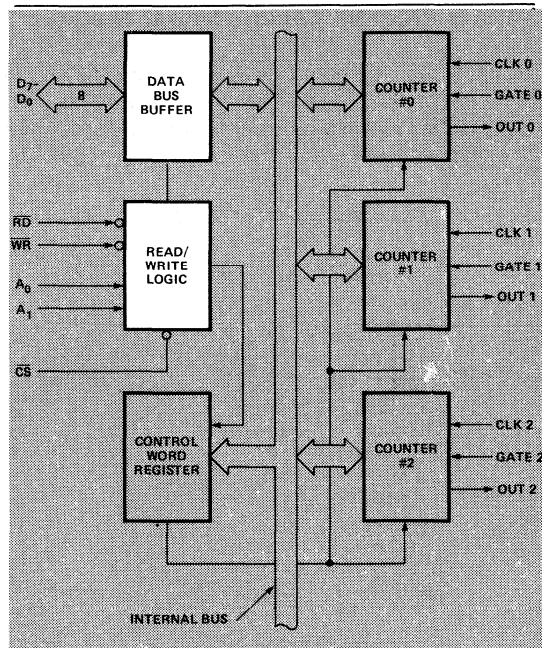 D7-
D0
8
DATA
BUS
BUFFER
COUNTER
#0
CLK 0
GATE 0
OUT 0
RD
WR
A0
A1
CS
READ/
WRITE
LOGIC
COUNTER
#1
CLK 1
GATE 1
OUT 1
CONTROL
WORD
REGISTER
COUNTER
#2
CLK 2
GATE 2
OUT 2
INTERNAL BUS